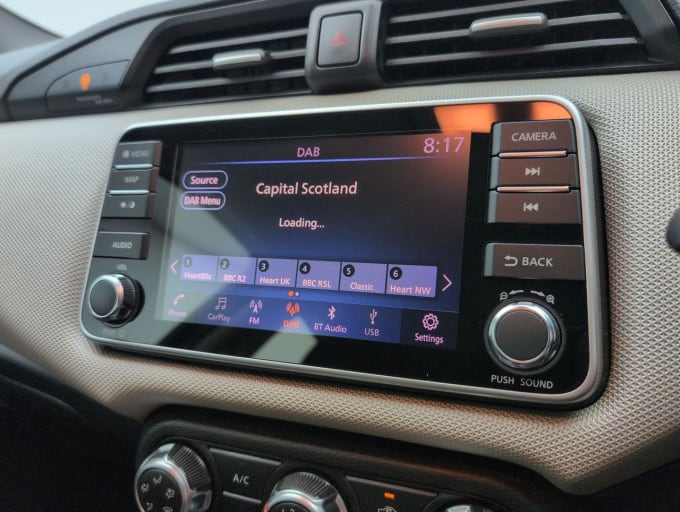 CAMERA
MENU
DAB 8:17
MAP
Source
DAB Menu
Capital Scotland
Loading...
AUDIO
BACK
VOL
1 Heart80s
2 BBC R2
3 Heart UK
4 BBC R5L
5 Classic
6 Heart NW
Phone
CarPlay
FM
DAB
BT Audio
USB
Settings
PUSH SOUND
A/C